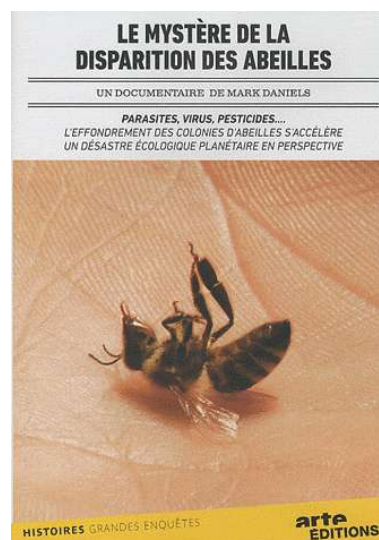 LE MYSTÈRE DE LA
DISPARITION DES ABEILLES
UN DOCUMENTAIRE DE MARK DANIELS
PARASITES, VIRUS, PESTICIDES....
L'EFFONDREMENT DES COLONIES D'ABEILLES S'ACCÉLÈRE
UN DÉSASTRE ÉCOLOGIQUE PLANÉTAIRE EN PERSPECTIVE
HISTOIRES GRANDES ENQUÊTES
arte
ÉDITIONS